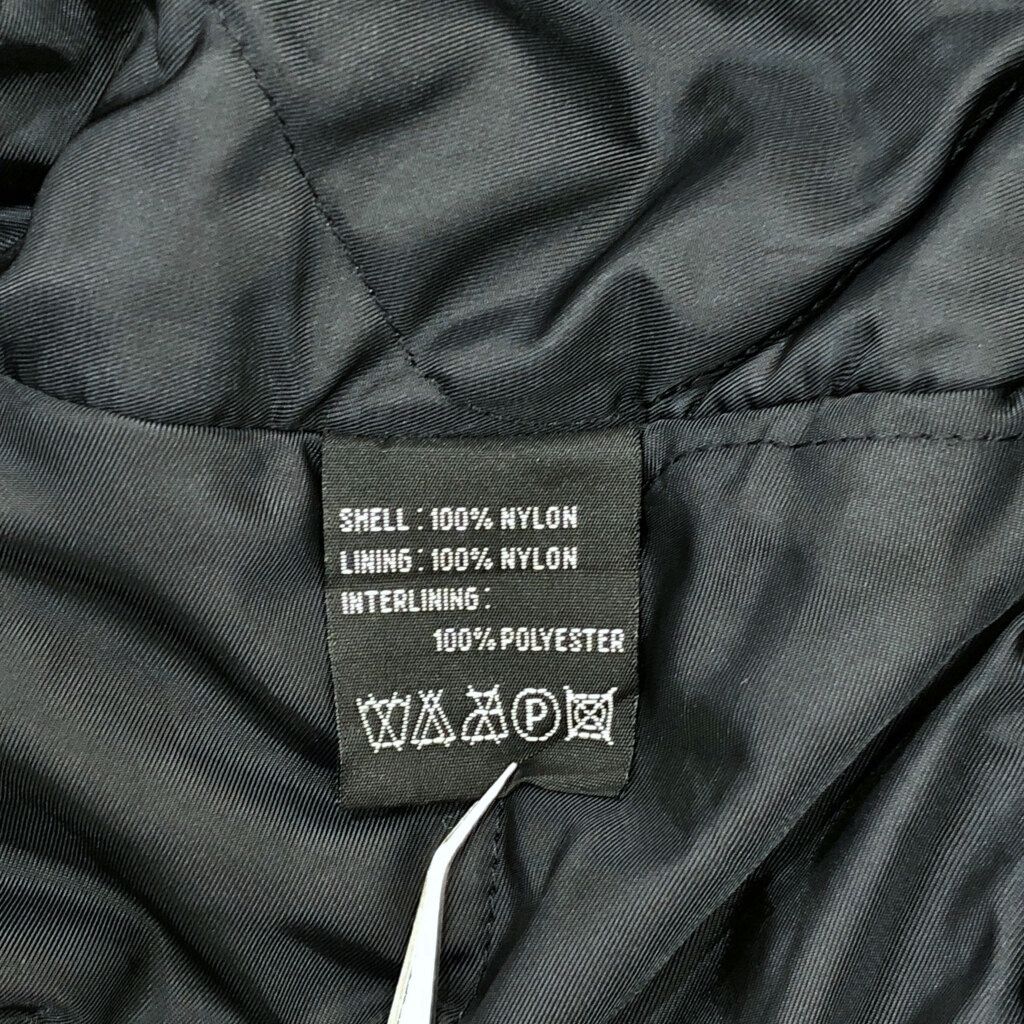 SHELL : 100% NYLON
LINING : 100% NYLON
INTERLINING :
100% POLYESTER
P